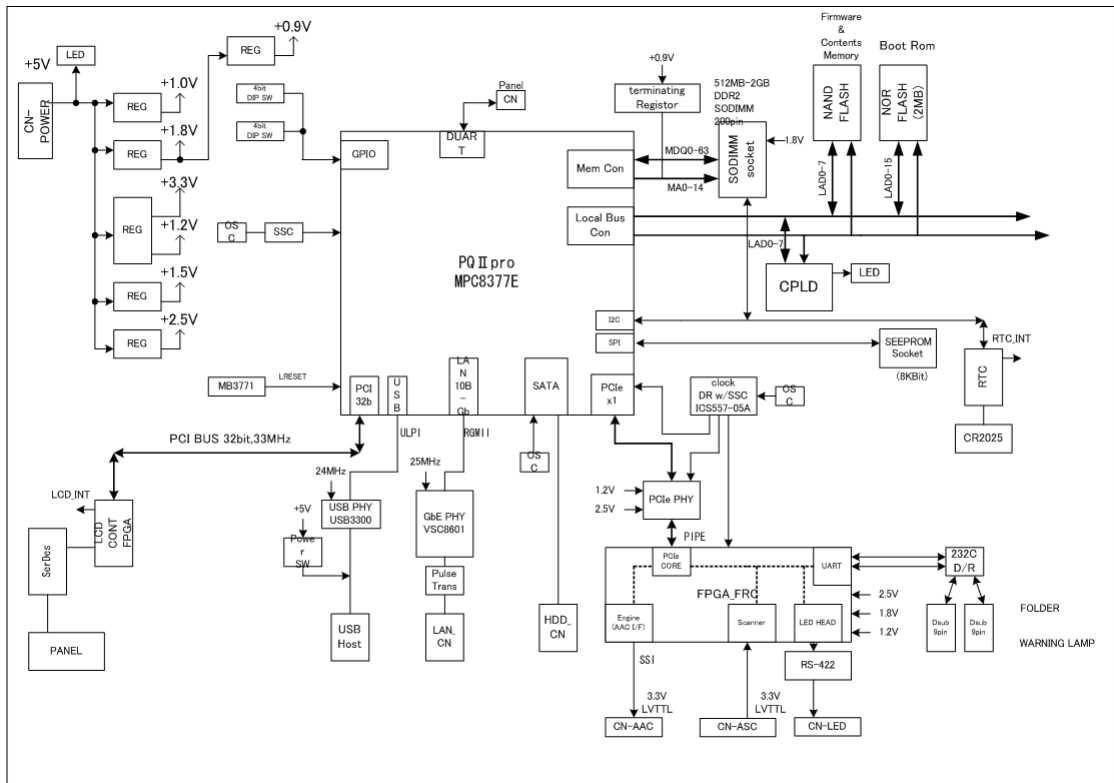 +0.9V
REG
LED
+5V
CN-
POWER
+1.0V
REG
+1.8V
REG
+3.3V
REG
+1.2V
+1.5V
REG
+2.5V
REG
4bit
DIP SW
4bit
DIP SW
GPIO
Panel
CN
DUAR
T
OS
C
SSC
PQⅡpro
MPC8377E
+0.9V
terminating
Registor
512MB-2GB
DDR2
SODIMM
200pin
SODIMM
socket
1.8V
Mem Con
MDQ0-63
MA0-14
Firmware
&
Contents
Memory
NAND
FLASH
Boot Rom
NOR
FLASH
(2MB)
LAD0-7
LAD0-15
Local Bus
Con
LAD0-7
CPLD
LED
I2C
SPI
SEEPROM
Socket
(8KBit)
RTC_INT
RTC
CR2025
MB3771
LRESET
PCI
32b
U
S
B
LA
N
10B
-
Gb
SATA
PCIe
x1
clock
DR w/SSC
ICS557-05A
OS
C
PCI BUS 32bit,33MHz
ULPI
RGMII
OS
C
LCD_INT
LCD
CONT
FPGA
SerDes
PANEL
24MHz
USB PHY
USB3300
+5V
Powe
r
SW
USB
Host
25MHz
GbE PHY
VSC8601
Pulse
Trans
LAN_
CN
HDD_
CN
1.2V
2.5V
PCIe PHY
PIPE
PCIe
CORE
UART
FPGA_FRC
Engine
(AAC I/F)
Scanner
LED HEAD
232C
D/R
2.5V
1.8V
1.2V
Dsub
9pin
Dsub
9pin
FOLDER
WARNING LAMP
SSI
RS-422
3.3V
LVTTL
3.3V
LVTTL
CN-AAC
CN-ASC
CN-LED